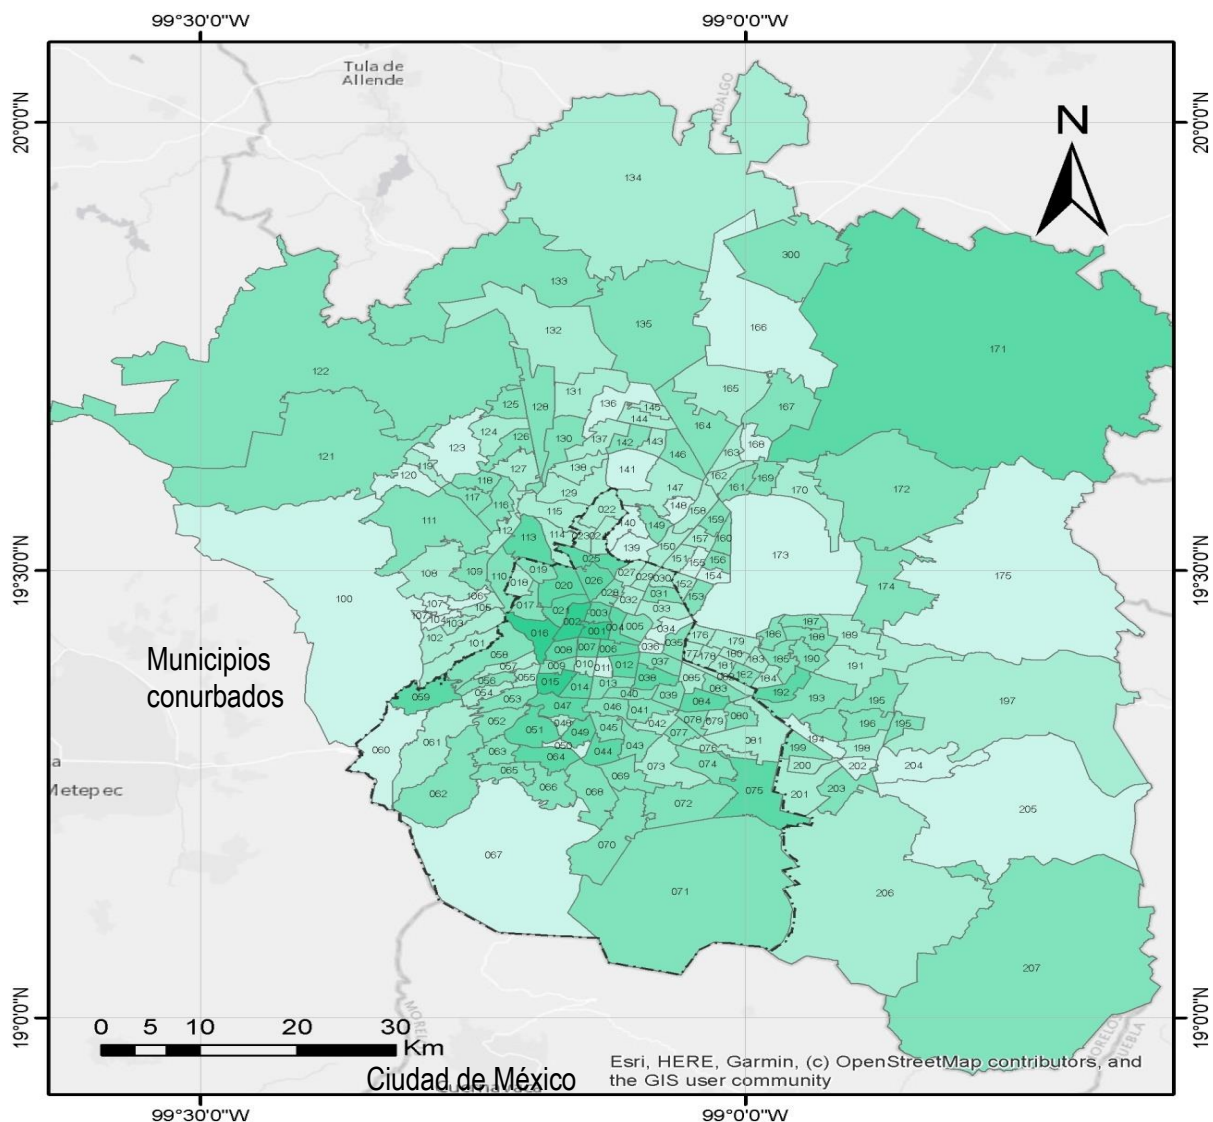 99°30'0"W 99°0'0"W
Tula de
Allende
HIDALGO
20°0'0"N 20°0'0"N
N
134
300
133
135
132
166
171
122
165
131
125 128 136 145
144
167
164
124 126 130 137 142 143
123 168
163
146
121 119 127 138 141
120 118 162 169
161 170 172
147
117 116 129
148 158
115 022
111 140 149 159
112 113 114 023 157 160
139 150
19°30'0"N 19°30'0"N
025 151 155 156 173 175
108 109 110 019 027 154
018 020 026 029 030 152 174
100 028 031 153
106 032
107 105 017 021 003 033
104 103 002 034 187
102 016 001 004 005 176 186 188 189
101 035 179
058 008 007 006 036 178 180 185 190
Municipios
conurbados
057 009 010 011 012 037 181 183 191
056 055 085 182 184
059 054 015 014 013 038 083 192 193 195 197
053 040 039 084
047 046 041
052 048 078 079 080 196 195
051 049 045 042 077
061 081 194
060 063 050 044 043 076 199 198
064 073 074 200 202 204
065 069
062 066 068 075 201 203
072 205
070
067
071 206
Metepec
207
19°0'0"N 19°0'0"N
0 5 10 20 30
Km
MORELOS
PUEBLA
Esri, HERE, Garmin, (c) OpenStreetMap contributors, and
the GIS user community
Ciudad de México
99°30'0"W 99°0'0"W